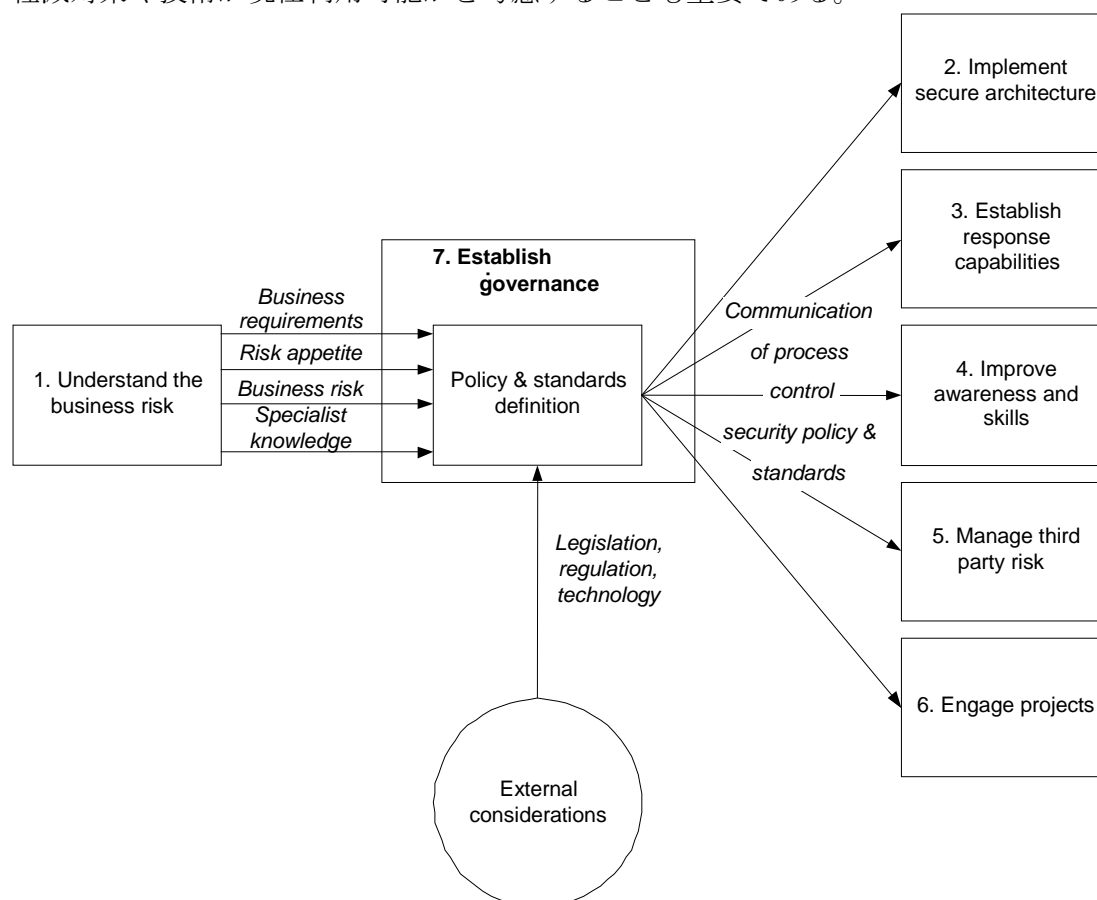 2. Implement
secure architecture
3. Establish
response
capabilities
7. Establish
governance
Business
requirements
Risk appetite
Business risk
Specialist
knowledge
1. Understand the
business risk
Policy & standards
definition
Communication
of process
control
security policy &
standards
4. Improve
awareness and
skills
Legislation,
regulation,
technology
5. Manage third
party risk
6. Engage projects
External
considerations